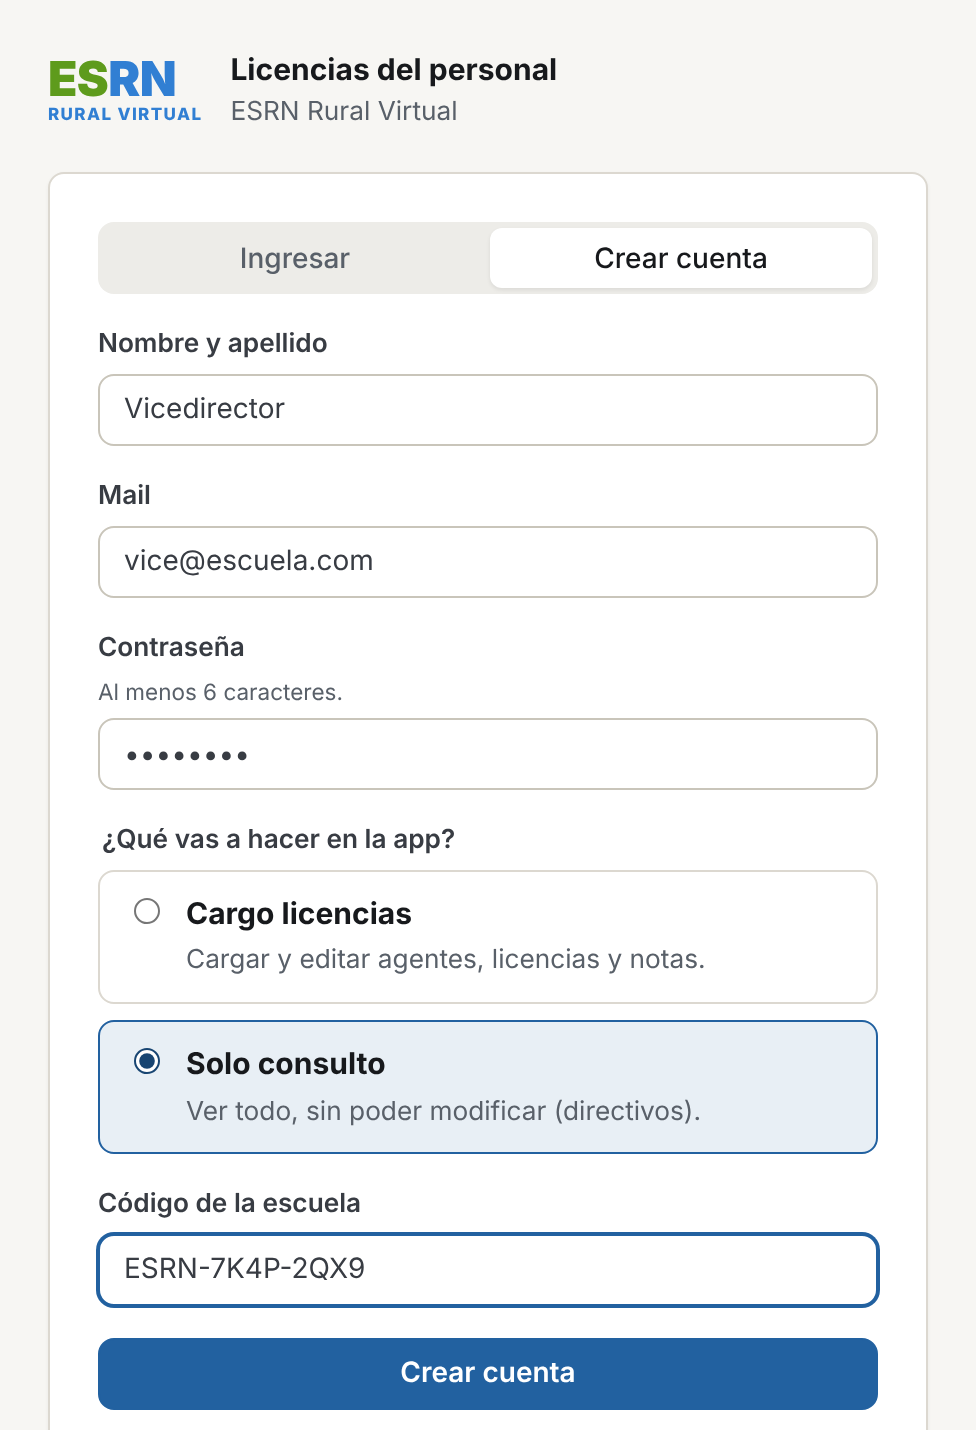 ESRN
RURAL VIRTUAL
Licencias del personal
ESRN Rural Virtual
Ingresar
Crear cuenta
Nombre y apellido
Vicedirector
Mail
vice@escuela.com
Contraseña
Al menos 6 caracteres.
••••••••
¿Qué vas a hacer en la app?
Cargo licencias
Cargar y editar agentes, licencias y notas.
Solo consulto
Ver todo, sin poder modificar (directivos).
Código de la escuela
ESRN-7K4P-2QX9
Crear cuenta